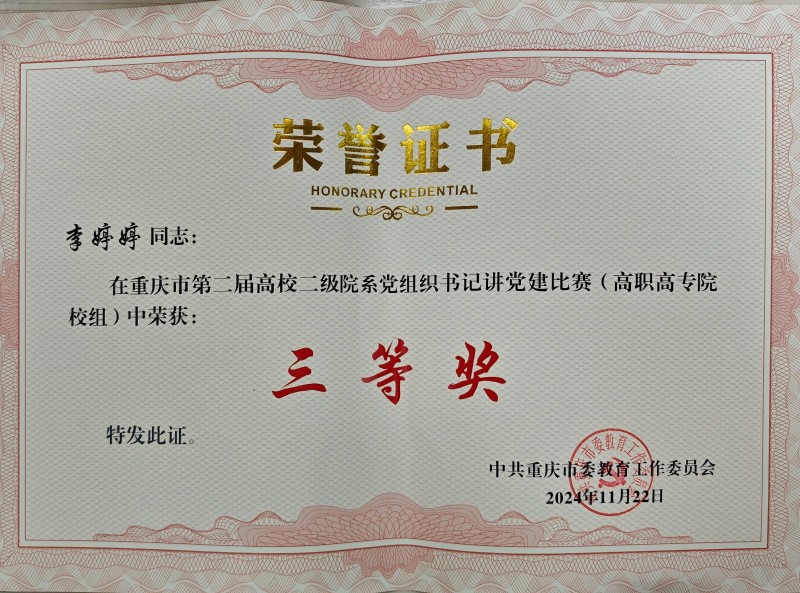 荣誉证书
HONORARY CREDENTIAL
李婷婷 同志：
在重庆市第二届高校二级院系党组织书记讲党建比赛（高职高专院
校组）中荣获：
三等奖
特发此证。
中共重庆市委教育工作委员会
2024年11月22日